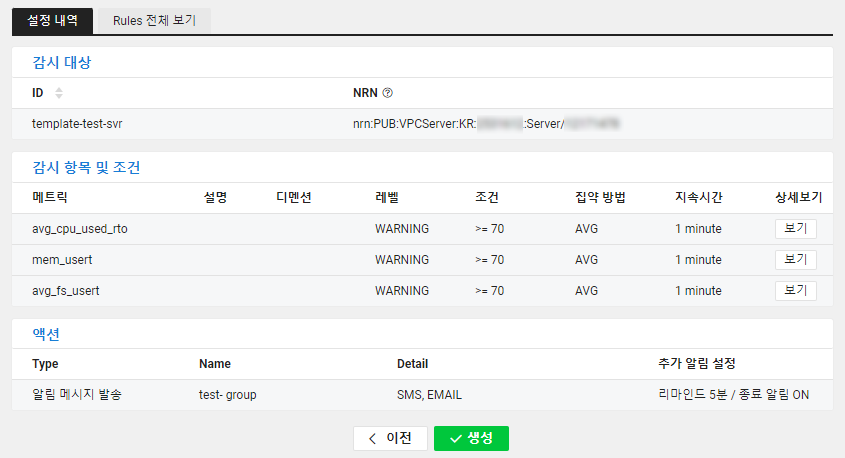 설정 내역 Rules 전체 보기
감시 대상
ID NRN
template-test-svr nrn:PUB:VPCServer:KR: :Server/
감시 항목 및 조건
메트릭 설명 디멘션 레벨 조건 집약 방법 지속시간 상세보기
avg_cpu_used_rto WARNING >= 70 AVG 1 minute 보기
mem_usert WARNING >= 70 AVG 1 minute 보기
avg_fs_usert WARNING >= 70 AVG 1 minute 보기
액션
Type Name Detail 추가 알림 설정
알림 메시지 발송 test- group SMS, EMAIL 리마인드 5분 / 종료 알림 ON
이전 생성